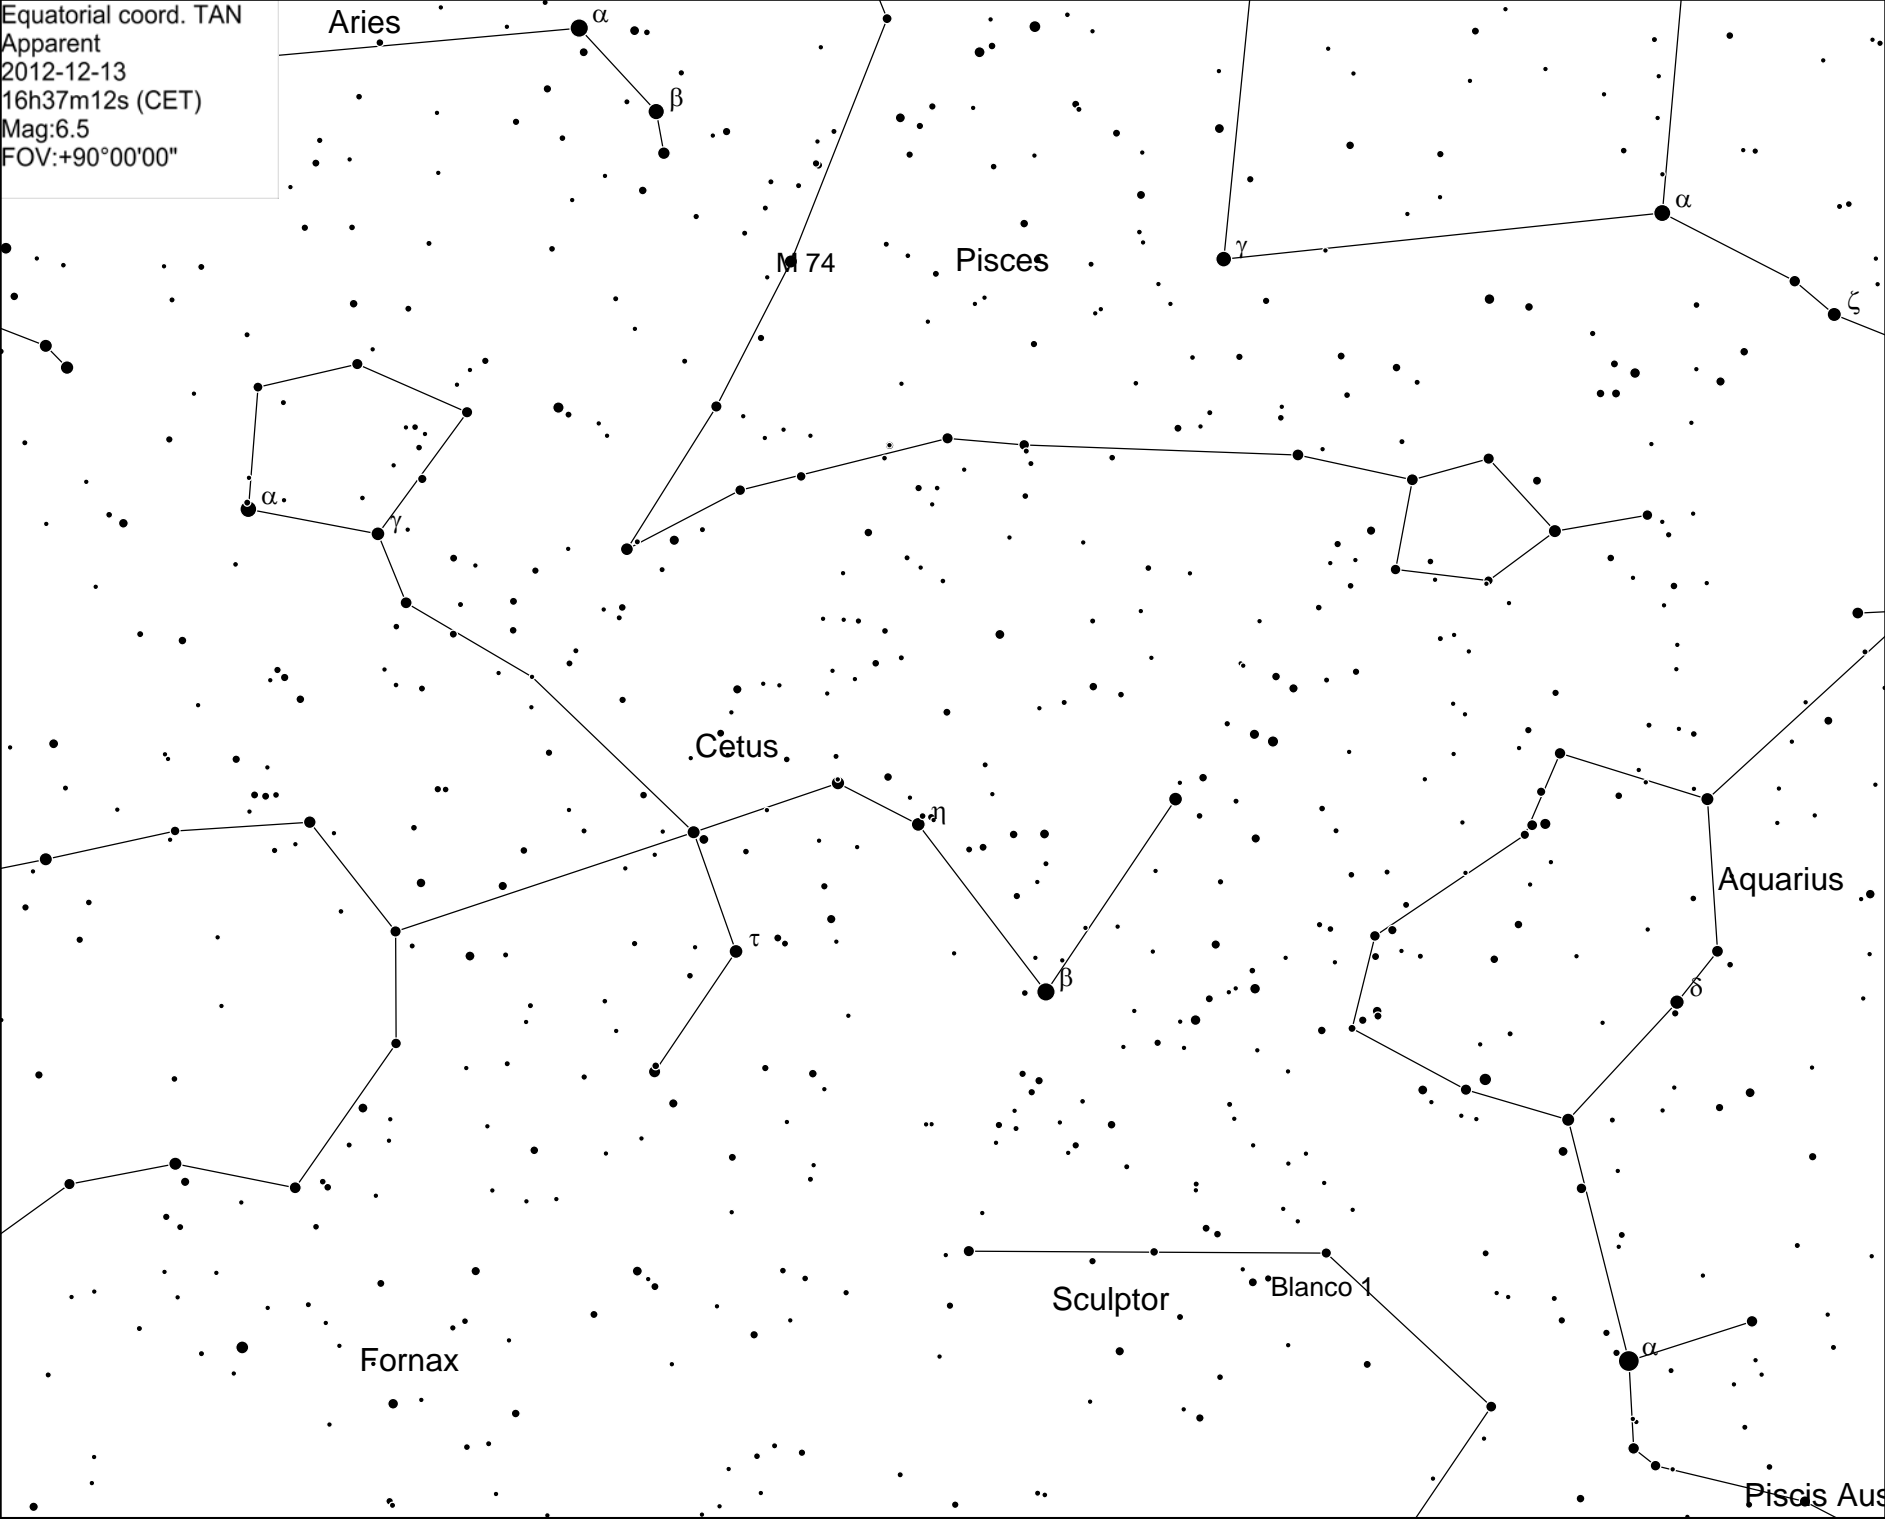 Equatorial coord. TAN
Apparent
2012-12-13
16h37m12s (CET)
Mag:6.5
FOV:+90°00'00"
Aries
α
β
α
γ
ζ
M 74
Pisces
α
γ
Cetus
η
Aquarius
τ
β
δ
Blanco 1
Sculptor
α
Fornax
Piscis Aus